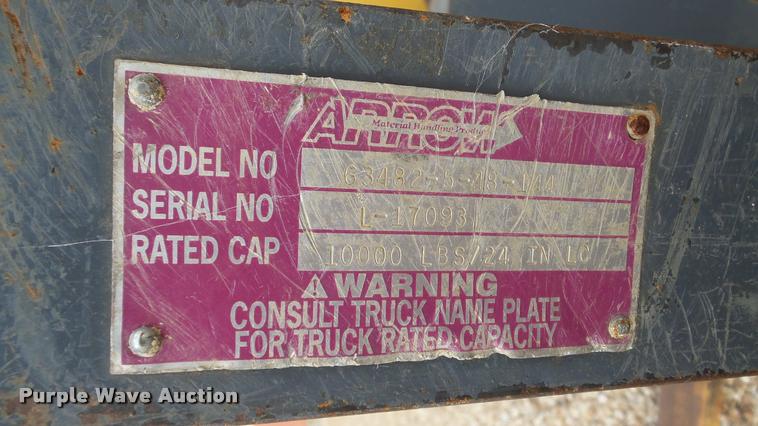 ARROW
Material Handling Products
MODEL NO
SERIAL NO L-17093
RATED CAP 10000 LBS/24 IN LC
WARNING
CONSULT TRUCK NAME PLATE
FOR TRUCK RATED CAPACITY
Purple Wave Auction